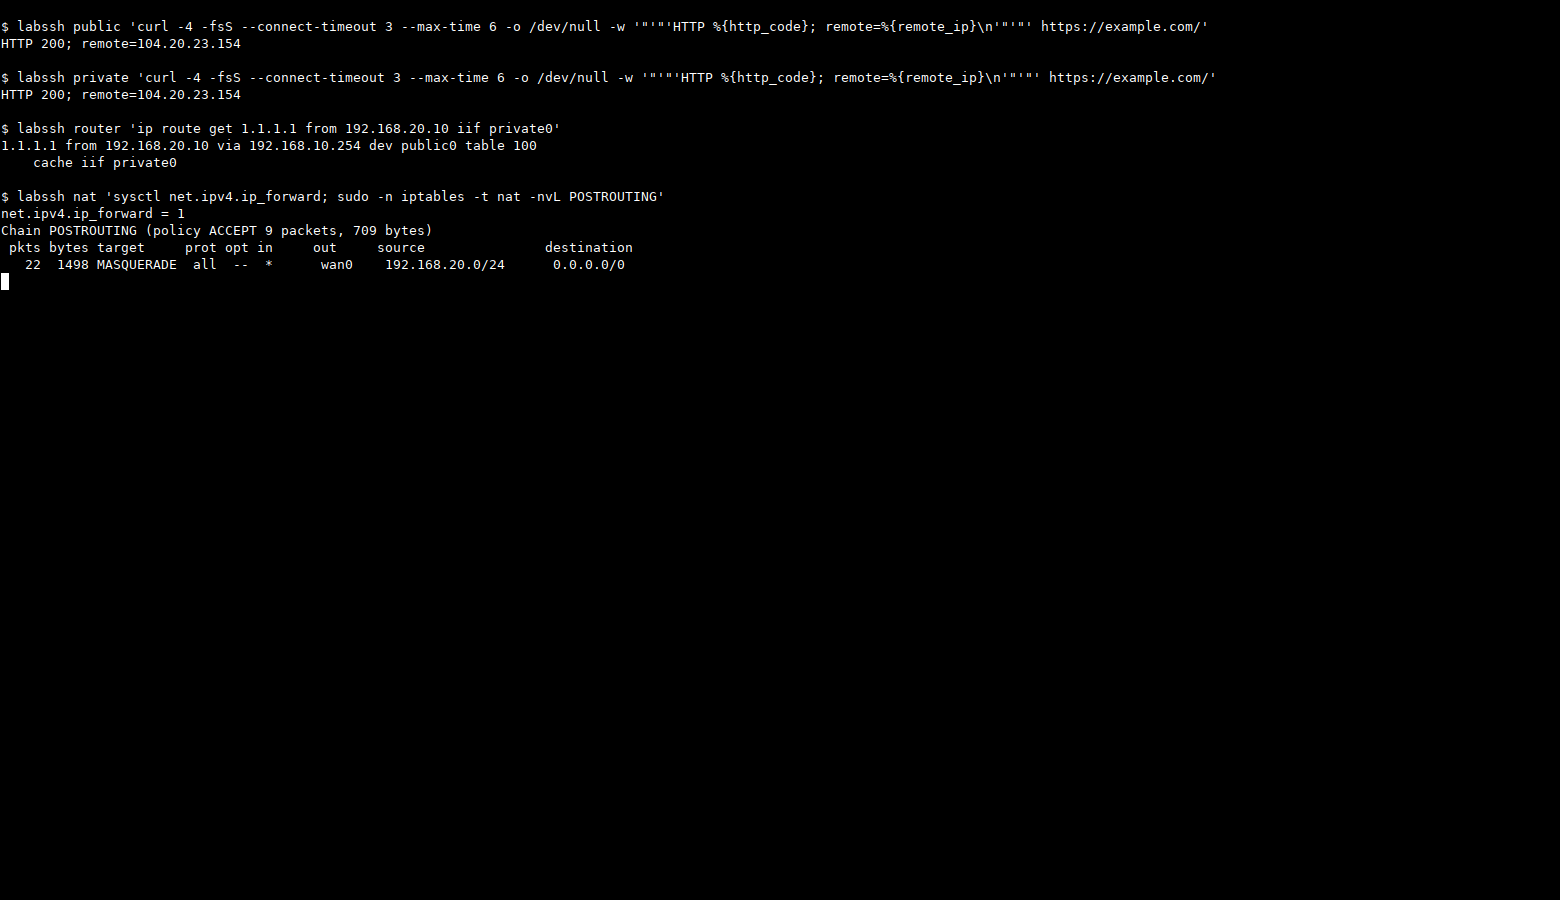 $ labssh public 'curl -4 -fsS --connect-timeout 3 --max-time 6 -o /dev/null -w '"'"'HTTP %{http_code}; remote=%{remote_ip}\n'"'"' https://example.com/'
HTTP 200; remote=104.20.23.154
$ labssh private 'curl -4 -fsS --connect-timeout 3 --max-time 6 -o /dev/null -w '"'"'HTTP %{http_code}; remote=%{remote_ip}\n'"'"' https://example.com/'
HTTP 200; remote=104.20.23.154
$ labssh router 'ip route get 1.1.1.1 from 192.168.20.10 iif private0'
1.1.1.1 from 192.168.20.10 via 192.168.10.254 dev public0 table 100
    cache iif private0
$ labssh nat 'sysctl net.ipv4.ip_forward; sudo -n iptables -t nat -nvL POSTROUTING'
net.ipv4.ip_forward = 1
Chain POSTROUTING (policy ACCEPT 9 packets, 709 bytes)
 pkts bytes target     prot opt in     out     source               destination
   22  1498 MASQUERADE  all  --  *      wan0    192.168.20.0/24      0.0.0.0/0